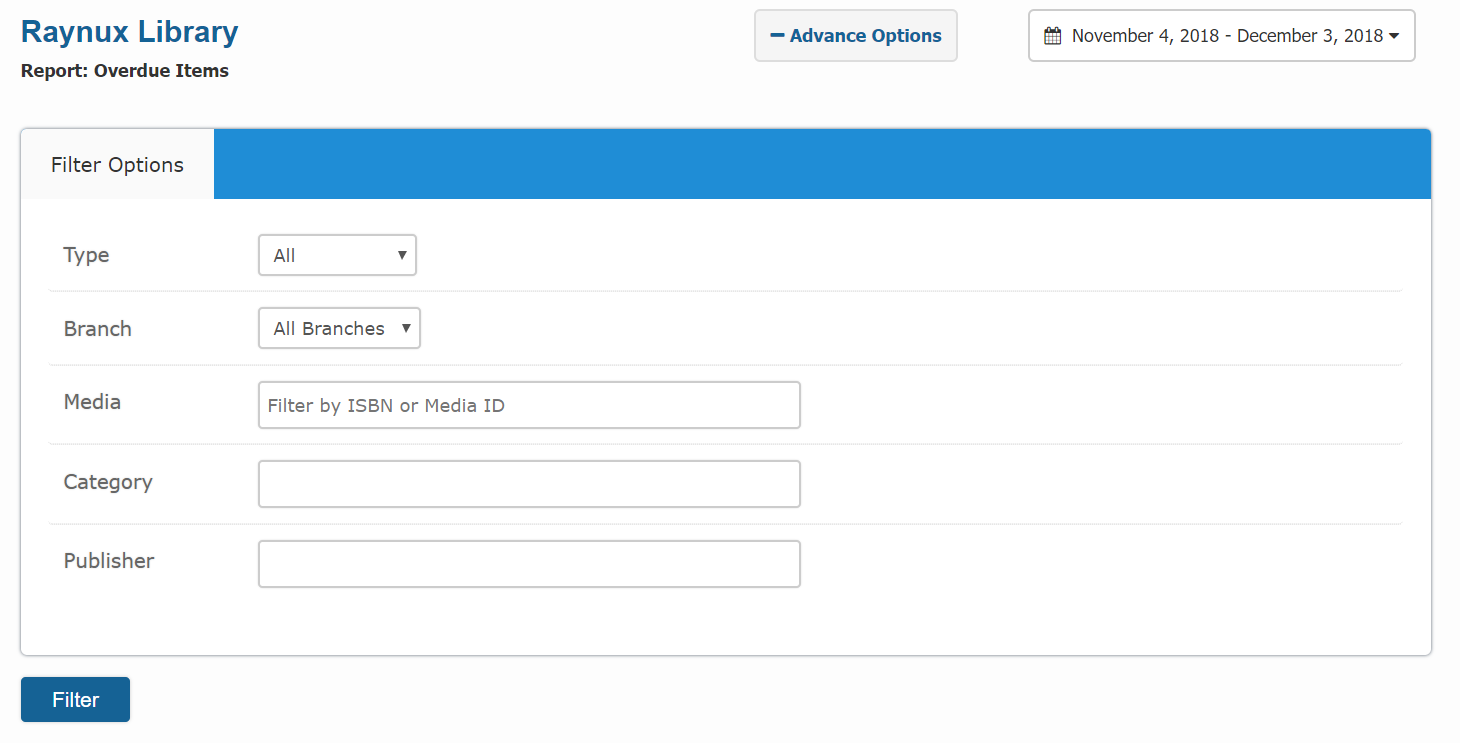 Raynux Library
Report: Overdue Items
Advance Options
November 4, 2018 - December 3, 2018
Filter Options
Type
All
Branch
All Branches
Media
Filter by ISBN or Media ID
Category
Publisher
Filter